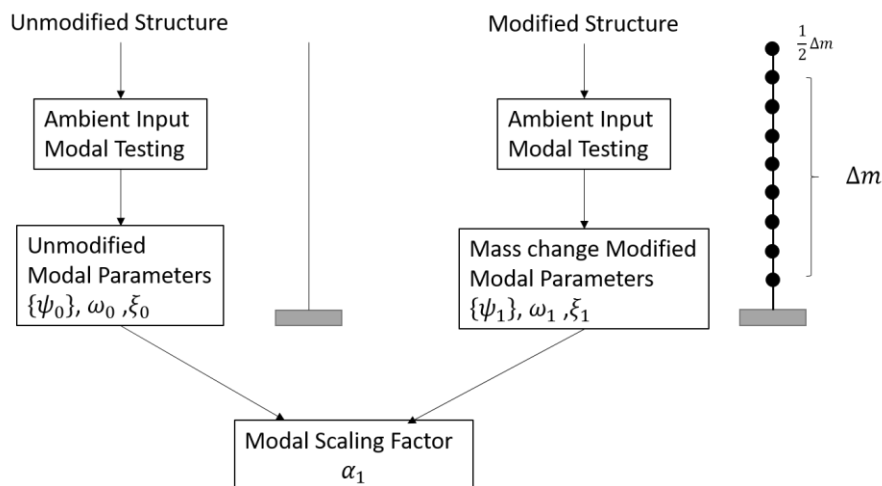 Unmodified Structure
Modified Structure
½ Δm
Ambient Input
Modal Testing
Ambient Input
Modal Testing
Δm
Unmodified
Modal Parameters
{ψ₀}, ω₀ ,ξ₀
Mass change Modified
Modal Parameters
{ψ₁}, ω₁ ,ξ₁
Modal Scaling Factor
α₁